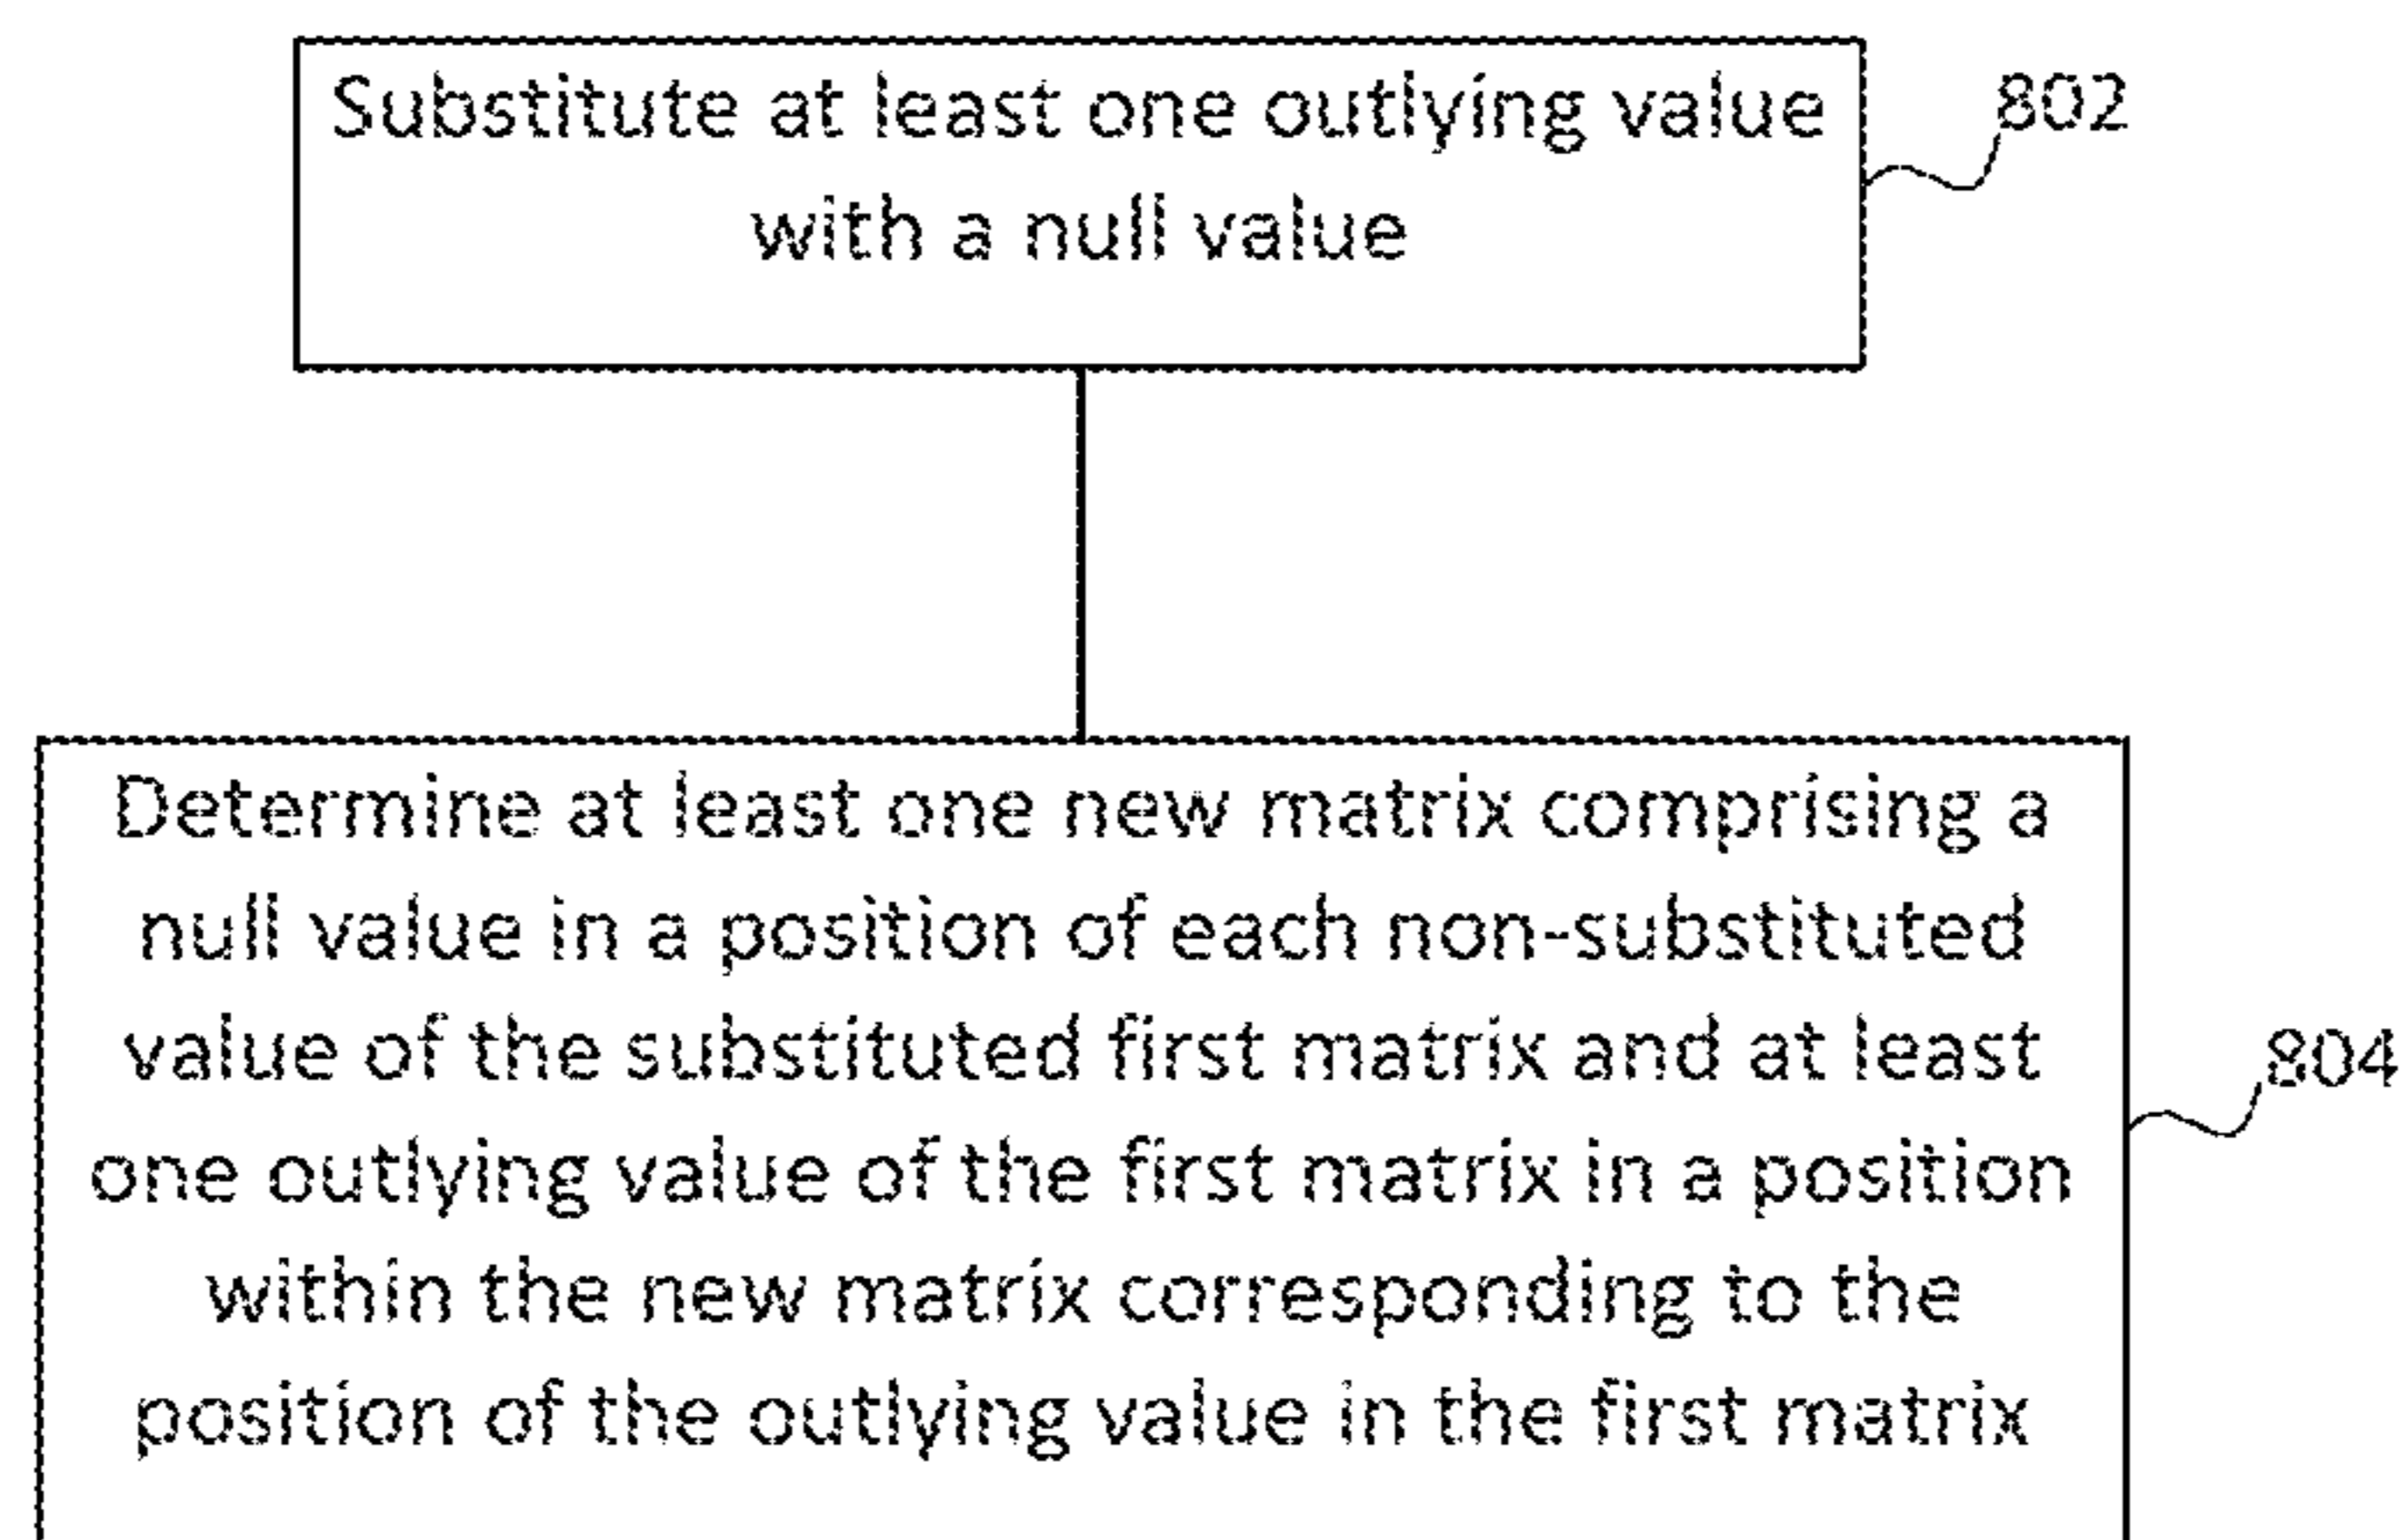 Substitute at least one outlying value
with a null value
802
Determine at least one new matrix comprising a
null value in a position of each non-substituted
value of the substituted first matrix and at least
one outlying value of the first matrix in a position
within the new matrix corresponding to the
position of the outlying value in the first matrix
804